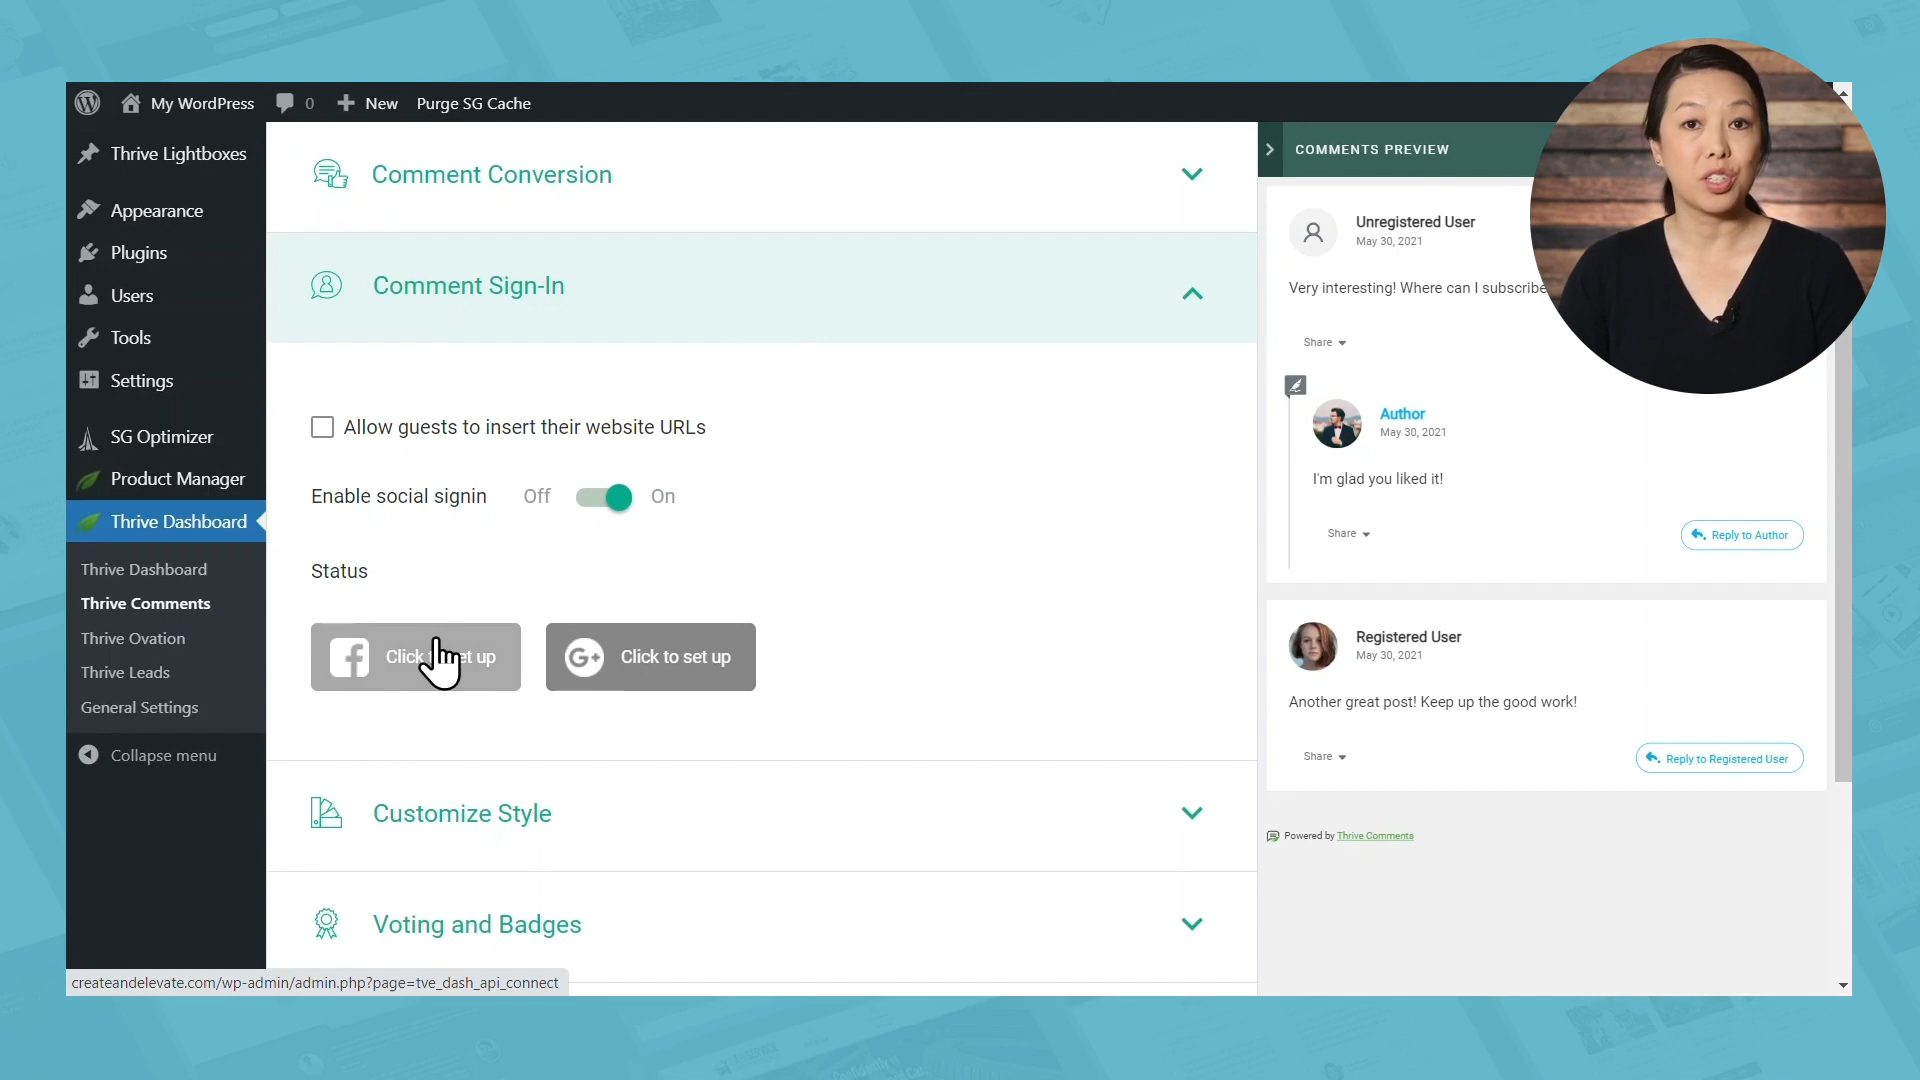 My WordPress 0 New Purge SG Cache
Thrive Lightboxes
Appearance
Plugins
Users
Tools
Settings
SG Optimizer
Product Manager
Thrive Dashboard
Thrive Dashboard
Thrive Comments
Thrive Ovation
Thrive Leads
General Settings
Collapse menu
Comment Conversion
Comment Sign-In
Allow guests to insert their website URLs
Enable social signin Off On
Status
Click set up
G+ Click to set up
Customize Style
Voting and Badges
COMMENTS PREVIEW
Unregistered User
May 30, 2021
Very interesting! Where can I subscribe
Share
Author
May 30, 2021
I'm glad you liked it!
Share
Reply to Author
Registered User
May 30, 2021
Another great post! Keep up the good work!
Share
Reply to Registered User
Powered by Thrive Comments
createandelevate.com/wp-admin/admin.php?page=tve_dash_api_connect